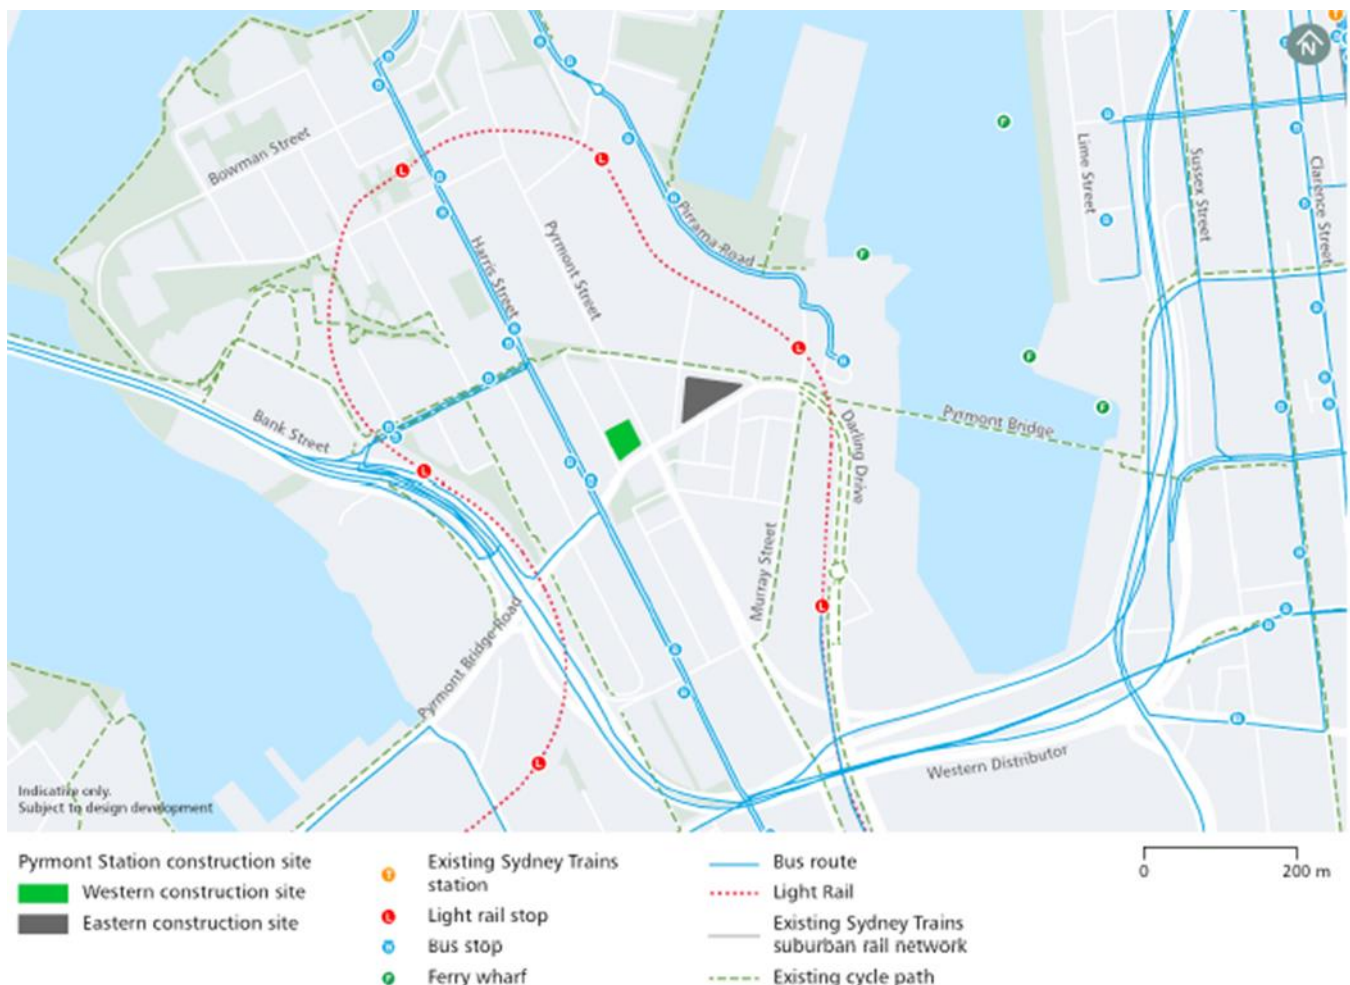 N
Bowman Street
Lime Street
Sussex Street
Clarence Street
Pirrama Road
Pyrmont Street
Harris Street
Bank Street
Pyrmont Bridge
Darling Drive
Murray Street
Pyrmont Bridge Road
Western Distributor
Indicative only.
Subject to design development
Pyrmont Station construction site
Western construction site
Eastern construction site
T Existing Sydney Trains
station
L Light rail stop
B Bus stop
F Ferry wharf
Bus route
Light Rail
Existing Sydney Trains
suburban rail network
Existing cycle path
0 200 m